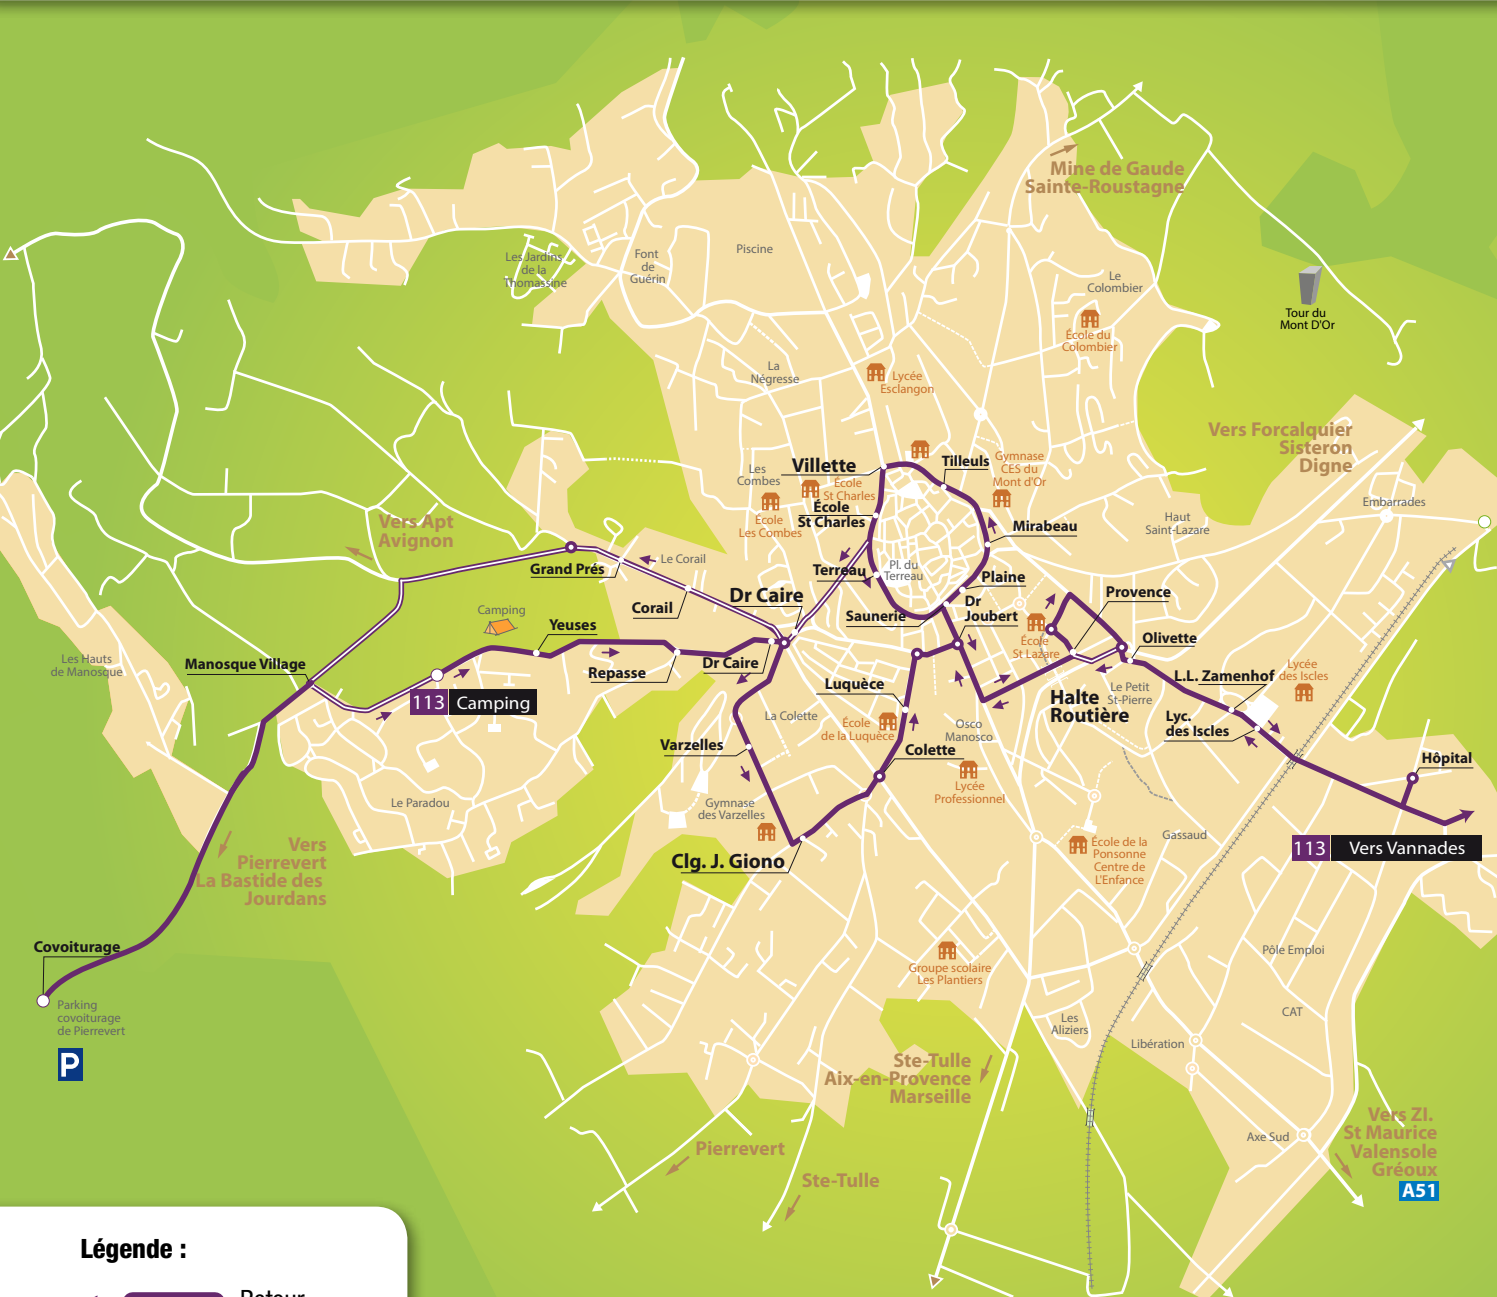 Mine de Gaude
Sainte-Roustagne
Piscine
Font
de
Guérin
Les Jardins
de la
Thomassine
Le
Colombier
Tour du
Mont D'Or
École du
Colombier
La
Négresse
Lycée
Esclangon
Vers Forcalquier
Sisteron
Digne
Villette
Tilleuls
Gymnase
CES du
Mont d'Or
Les
Combes
École
St Charles
École
St Charles
École
Les Combes
Embarrades
Haut
Saint-Lazare
Mirabeau
Vers Apt
Avignon
Le Corail
Grand Prés
Terreau
Pl. du
Terreau
Plaine
Provence
Dr Caire
Corail
Camping
Saunerie
Dr
Joubert
Yeuses
École
St Lazare
Olivette
Les Hauts
de Manosque
Manosque Village
Repasse
Dr Caire
L.L. Zamenhof
Lycée
des Iscles
Luquèce
Le Petit
St-Pierre
Halte
Routière
113 Camping
La Colette
École
de la Luquèce
Osco
Manosco
Lyc.
des Iscles
Varzelles
Colette
Hôpital
Lycée
Professionnel
Le Paradou
Gymnase
des Varzelles
Gassaud
École de la
Ponsonne
Centre de
L'Enfance
113 Vers Vannades
Vers
Pierrevert
La Bastide des
Jourdans
Clg. J. Giono
Covoiturage
Pôle Emploi
Groupe scolaire
Les Plantiers
Parking
covoiturage
de Pierrevert
P
CAT
Les
Aliziers
Libération
Ste-Tulle
Aix-en-Provence
Marseille
Vers ZI.
St Maurice
Valensole
Gréoux
A51
Axe Sud
Pierrevert
Ste-Tulle
Légende :
Retour